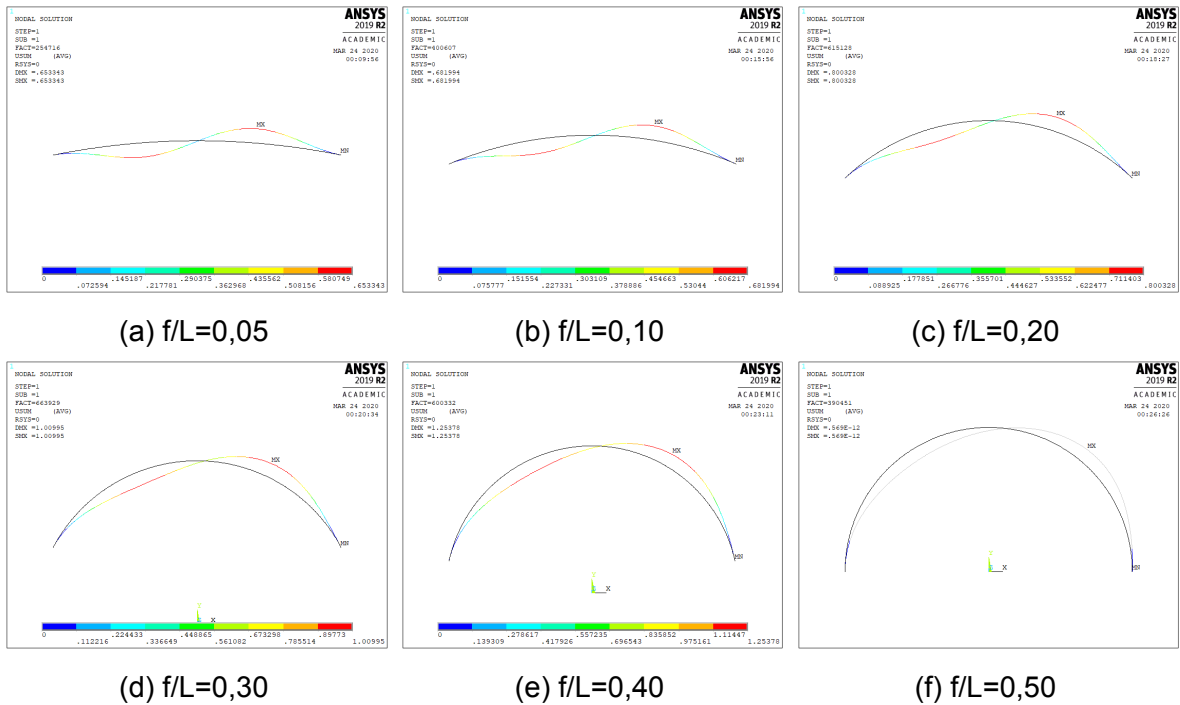 1
NODAL SOLUTION
STEP=1
SUB =1
FACT=254716
USUM (AVG)
RSYS=0
DMX =.653343
SMX =.653343
ANSYS
2019 R2
ACADEMIC
MAR 24 2020
00:09:56
MX
MN
0 .145187 .290375 .435562 .580749
.072594 .217781 .362968 .508156 .653343
(a) f/L=0,05
1
NODAL SOLUTION
STEP=1
SUB =1
FACT=400607
USUM (AVG)
RSYS=0
DMX =.681994
SMX =.681994
ANSYS
2019 R2
ACADEMIC
MAR 24 2020
00:15:56
MX
MN
0 .151554 .303109 .454663 .606217
.075777 .227331 .378886 .53044 .681994
(b) f/L=0,10
1
NODAL SOLUTION
STEP=1
SUB =1
FACT=615128
USUM (AVG)
RSYS=0
DMX =.800328
SMX =.800328
ANSYS
2019 R2
ACADEMIC
MAR 24 2020
00:18:27
MX
MN
0 .177851 .355701 .533552 .711403
.088925 .266776 .444627 .622477 .800328
(c) f/L=0,20
1
NODAL SOLUTION
STEP=1
SUB =1
FACT=663929
USUM (AVG)
RSYS=0
DMX =1.00995
SMX =1.00995
ANSYS
2019 R2
ACADEMIC
MAR 24 2020
00:20:34
MX
MN
Y
X
0 .224433 .448865 .673298 .89773
.112216 .336649 .561082 .785514 1.00995
(d) f/L=0,30
1
NODAL SOLUTION
STEP=1
SUB =1
FACT=600332
USUM (AVG)
RSYS=0
DMX =1.25378
SMX =1.25378
ANSYS
2019 R2
ACADEMIC
MAR 24 2020
00:23:11
MX
MN
Y
X
0 .278617 .557235 .835852 1.11447
.139309 .417926 .696543 .975161 1.25378
(e) f/L=0,40
1
NODAL SOLUTION
STEP=1
SUB =1
FACT=390451
USUM (AVG)
RSYS=0
DMX =.569E-12
SMX =.569E-12
ANSYS
2019 R2
ACADEMIC
MAR 24 2020
00:26:26
MX
MN
Y
X
(f) f/L=0,50